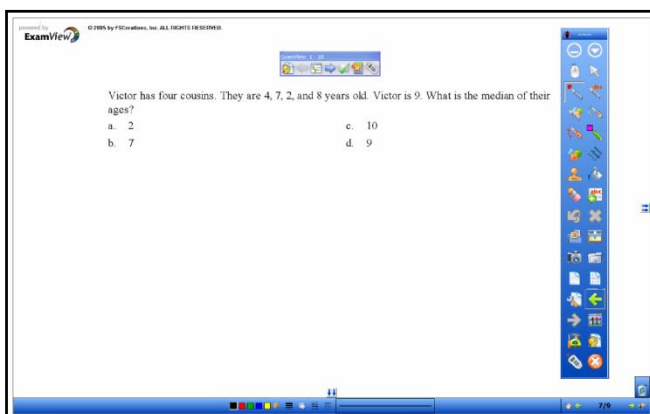 powered by
ExamView
© 2005 by FSCreations, Inc. ALL RIGHTS RESERVED.
Victor has four cousins. They are 4, 7, 2, and 8 years old. Victor is 9. What is the median of their
ages?
a. 2
c. 10
b. 7
d. 9
7/9